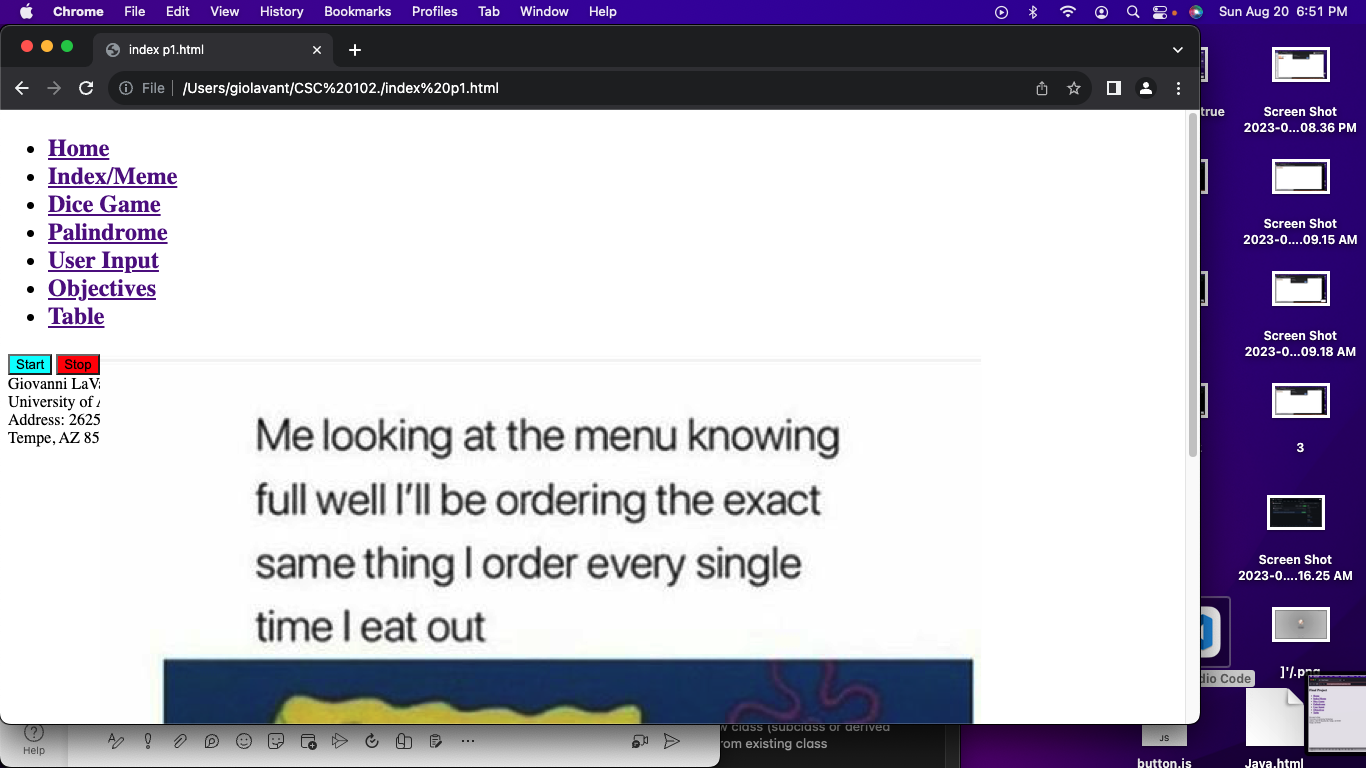 Chrome File Edit View History Bookmarks Profiles Tab Window Help Sun Aug 20 6:51 PM
index p1.html
File /Users/giolavant/CSC%20102./index%20p1.html
Home
Index/Meme
Dice Game
Palindrome
User Input
Objectives
Table
Start Stop
Giovanni LaVa
University of A
Address: 2625
Tempe, AZ 85
Me looking at the menu knowing
full well I'll be ordering the exact
same thing I order every single
time I eat out
true
Screen Shot
2023-0...08.36 PM
Screen Shot
2023-0....09.15 AM
Screen Shot
2023-0...09.18 AM
3
Screen Shot
2023-0....16.25 AM
]'/.png
dio Code
JS
button.js
Java.html
Help
w class (subclass or derived
rom existing class